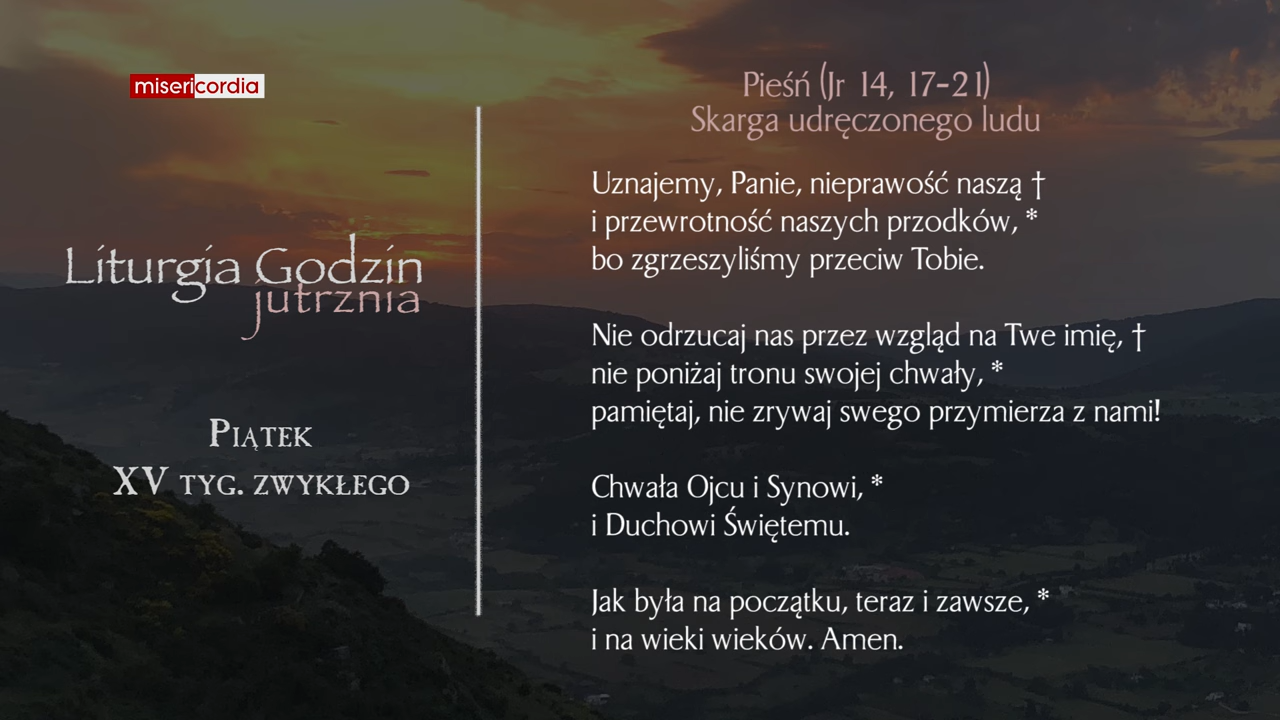 misericordia
Liturgia Godzin
jutrznia
Piątek
XV tyg. zwykłego
Pieśń (Jr 14, 17-21)
Skarga udręczonego ludu
Uznajemy, Panie, nieprawość naszą †
i przewrotność naszych przodków, *
bo zgrzeszyliśmy przeciw Tobie.
Nie odrzucaj nas przez wzgląd na Twe imię, †
nie poniżaj tronu swojej chwały, *
pamiętaj, nie zrywaj swego przymierza z nami!
Chwała Ojcu i Synowi, *
i Duchowi Świętemu.
Jak była na początku, teraz i zawsze, *
i na wieki wieków. Amen.